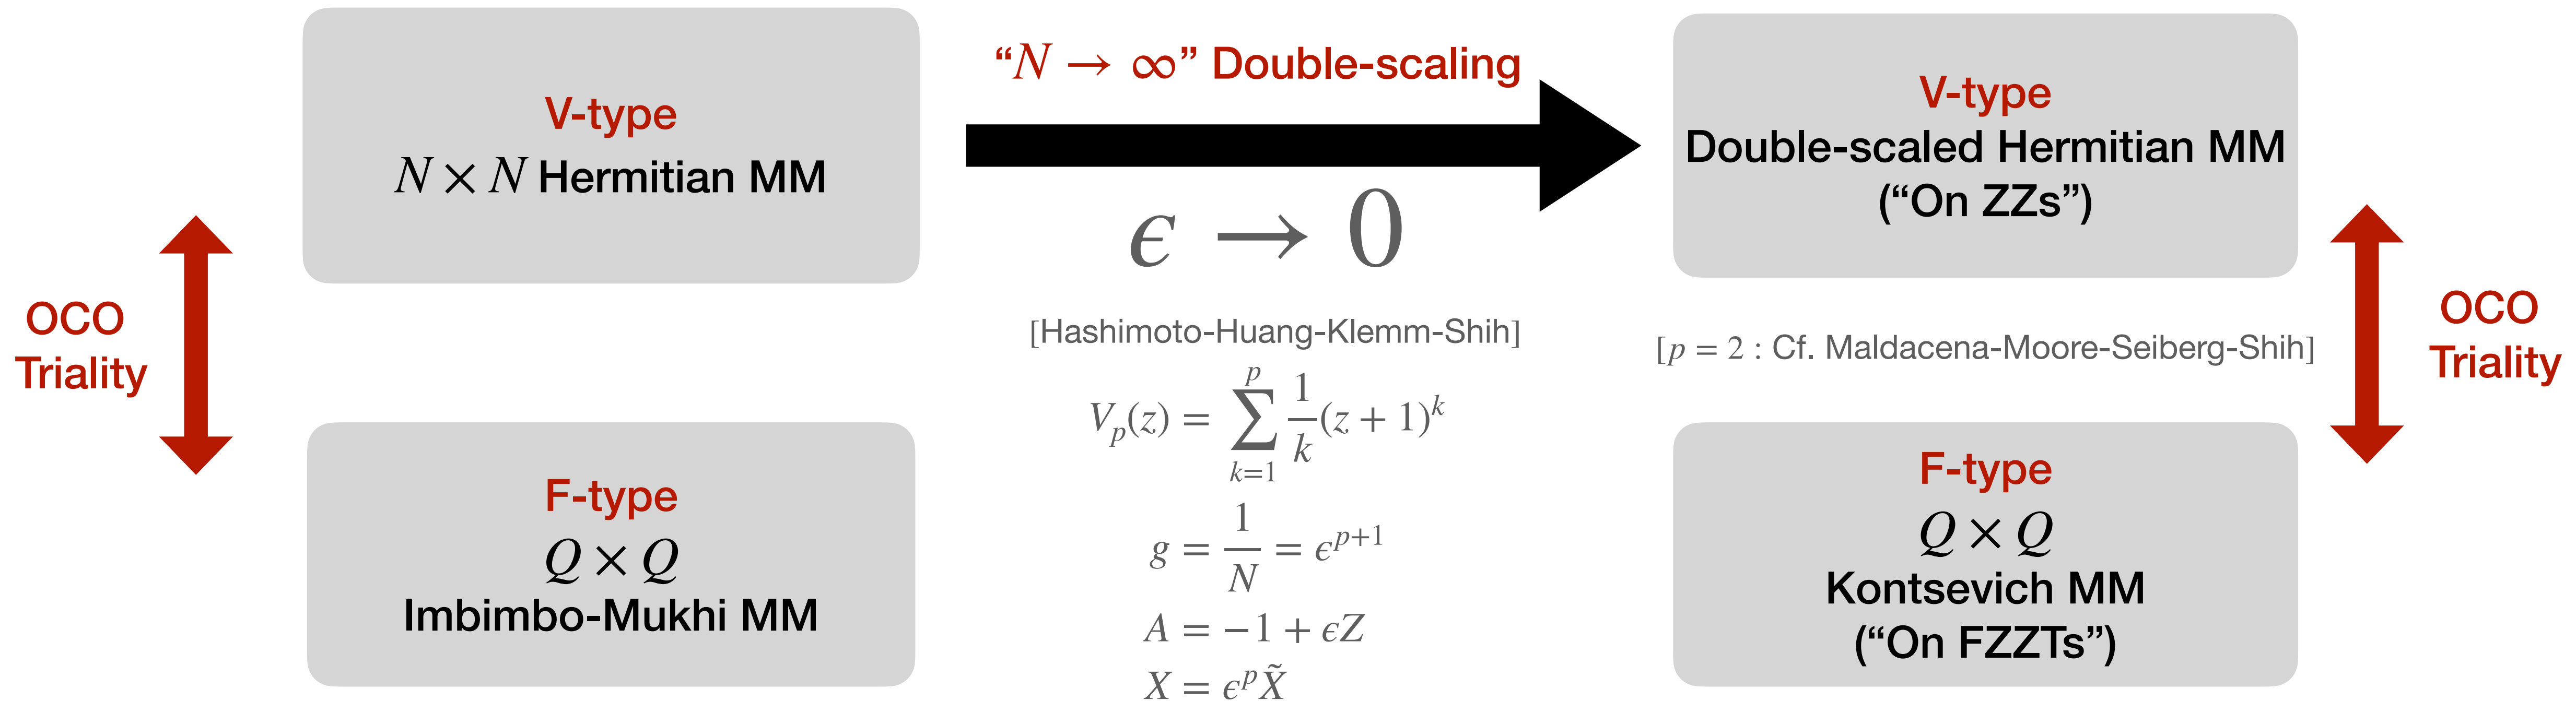 V-type
N × N Hermitian MM
OCO
Triality
F-type
Q × Q
Imbimbo-Mukhi MM
“N → ∞” Double-scaling
ϵ → 0
[Hashimoto-Huang-Klemm-Shih]
V_p(z) = ∑_{k=1}^{p} \frac{1}{k}(z + 1)^k
g = \frac{1}{N} = ϵ^{p+1}
A = −1 + ϵZ
X = ϵ^p X̃
V-type
Double-scaled Hermitian MM
(“On ZZs”)
[p = 2 : Cf. Maldacena-Moore-Seiberg-Shih]
OCO
Triality
F-type
Q × Q
Kontsevich MM
(“On FZZTs”)